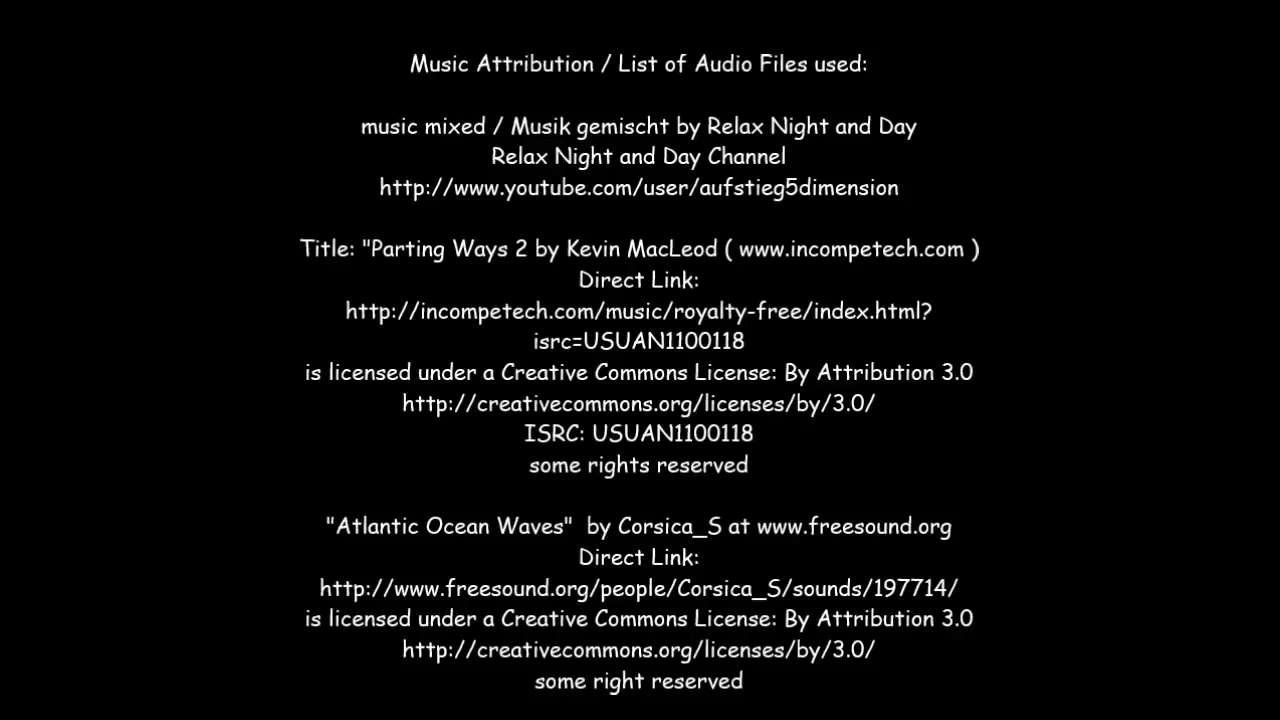 Music Attribution / List of Audio Files used:
music mixed / Musik gemischt by Relax Night and Day
Relax Night and Day Channel
http://www.youtube.com/user/aufstieg5dimension
Title: "Parting Ways 2 by Kevin MacLeod ( www.incompetech.com )
Direct Link:
http://incompetech.com/music/royalty-free/index.html?
isrc=USUAN1100118
is licensed under a Creative Commons License: By Attribution 3.0
http://creativecommons.org/licenses/by/3.0/
ISRC: USUAN1100118
some rights reserved
"Atlantic Ocean Waves"  by Corsica_S at www.freesound.org
Direct Link:
http://www.freesound.org/people/Corsica_S/sounds/197714/
is licensed under a Creative Commons License: By Attribution 3.0
http://creativecommons.org/licenses/by/3.0/
some right reserved